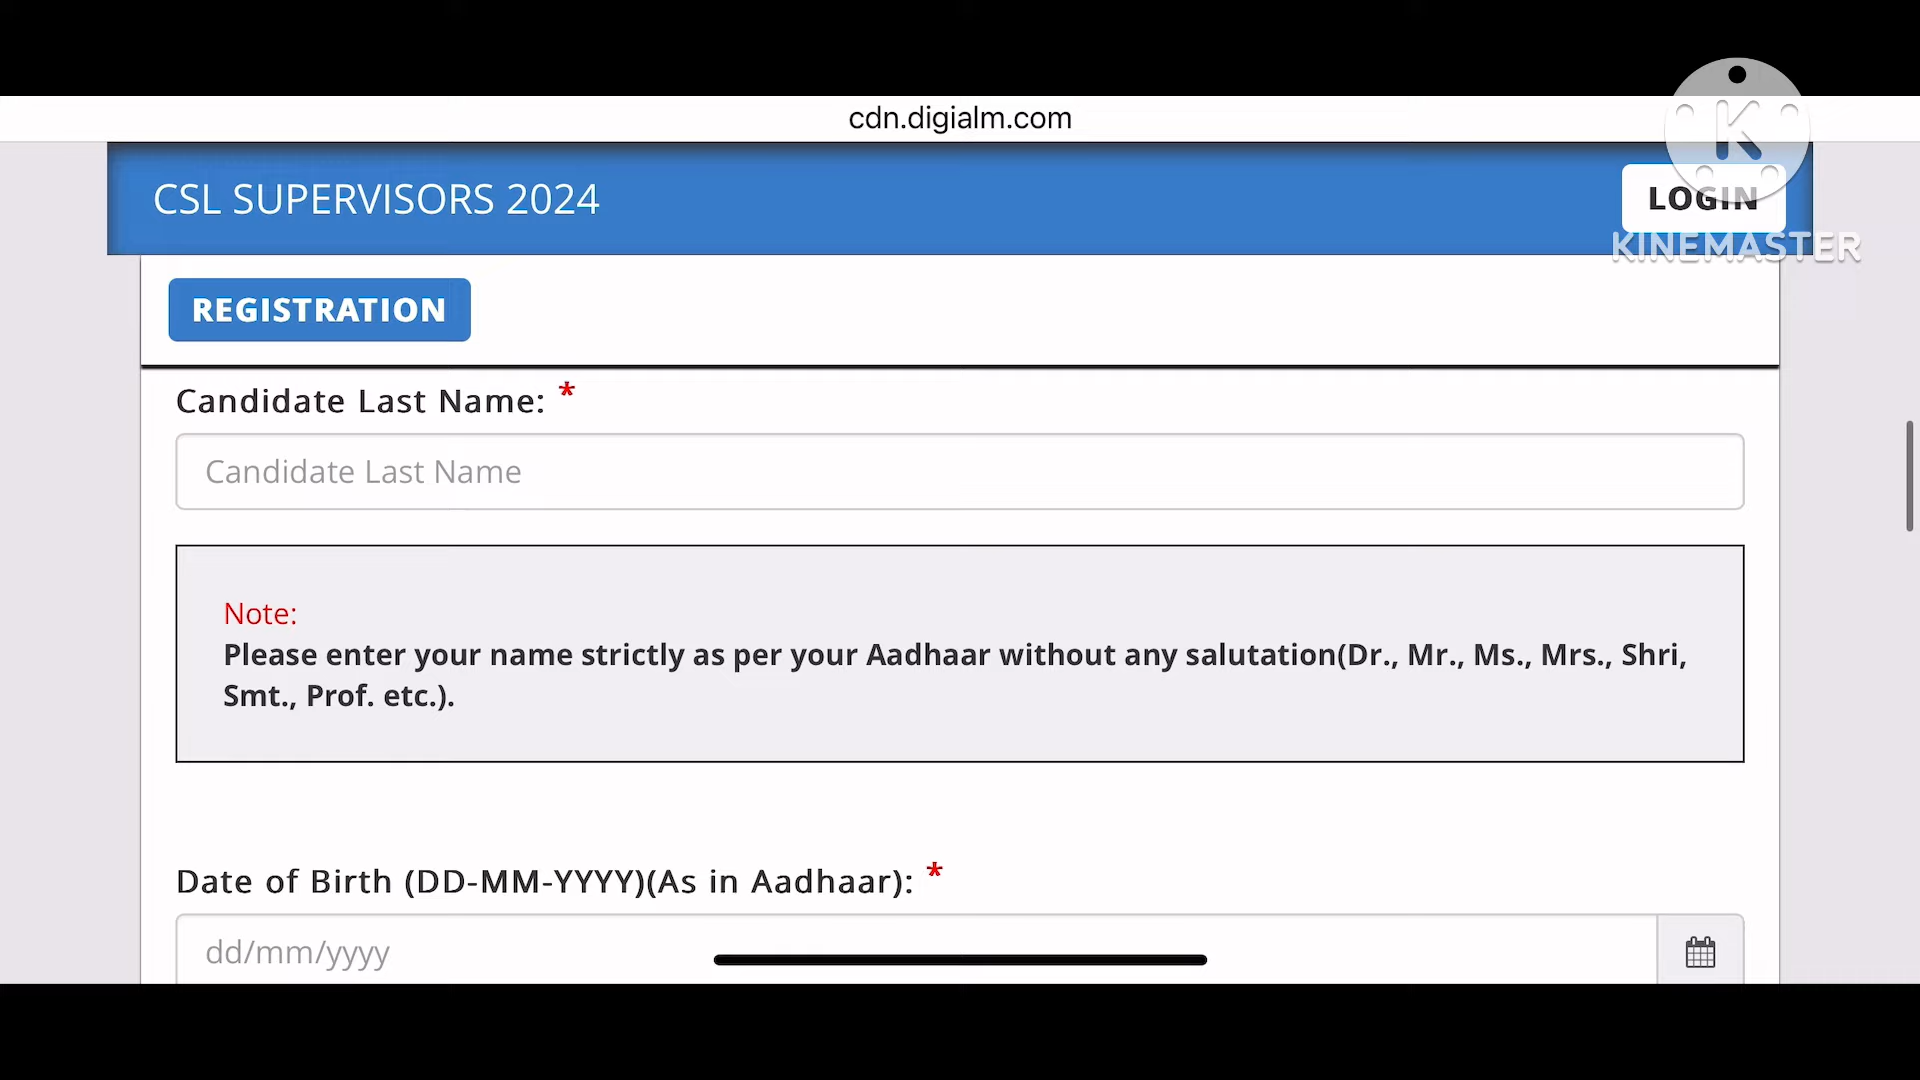 cdn.digialm.com
CSL SUPERVISORS 2024
LOGIN
K
KINEMASTER
REGISTRATION
Candidate Last Name: *
Candidate Last Name
Note:
Please enter your name strictly as per your Aadhaar without any salutation(Dr., Mr., Ms., Mrs., Shri,
Smt., Prof. etc.).
Date of Birth (DD-MM-YYYY)(As in Aadhaar): *
dd/mm/yyyy